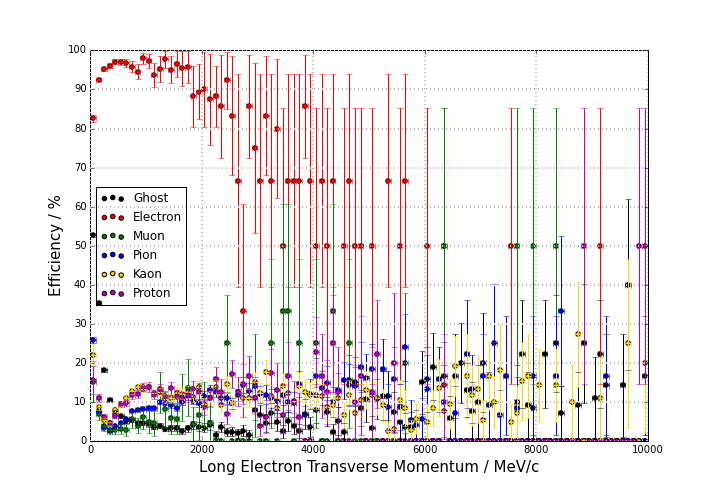 100
90
80
70
60
50
40
30
20
10
0
Efficiency / %
Ghost
Electron
Muon
Pion
Kaon
Proton
0 2000 4000 6000 8000 10000
Long Electron Transverse Momentum / MeV/c